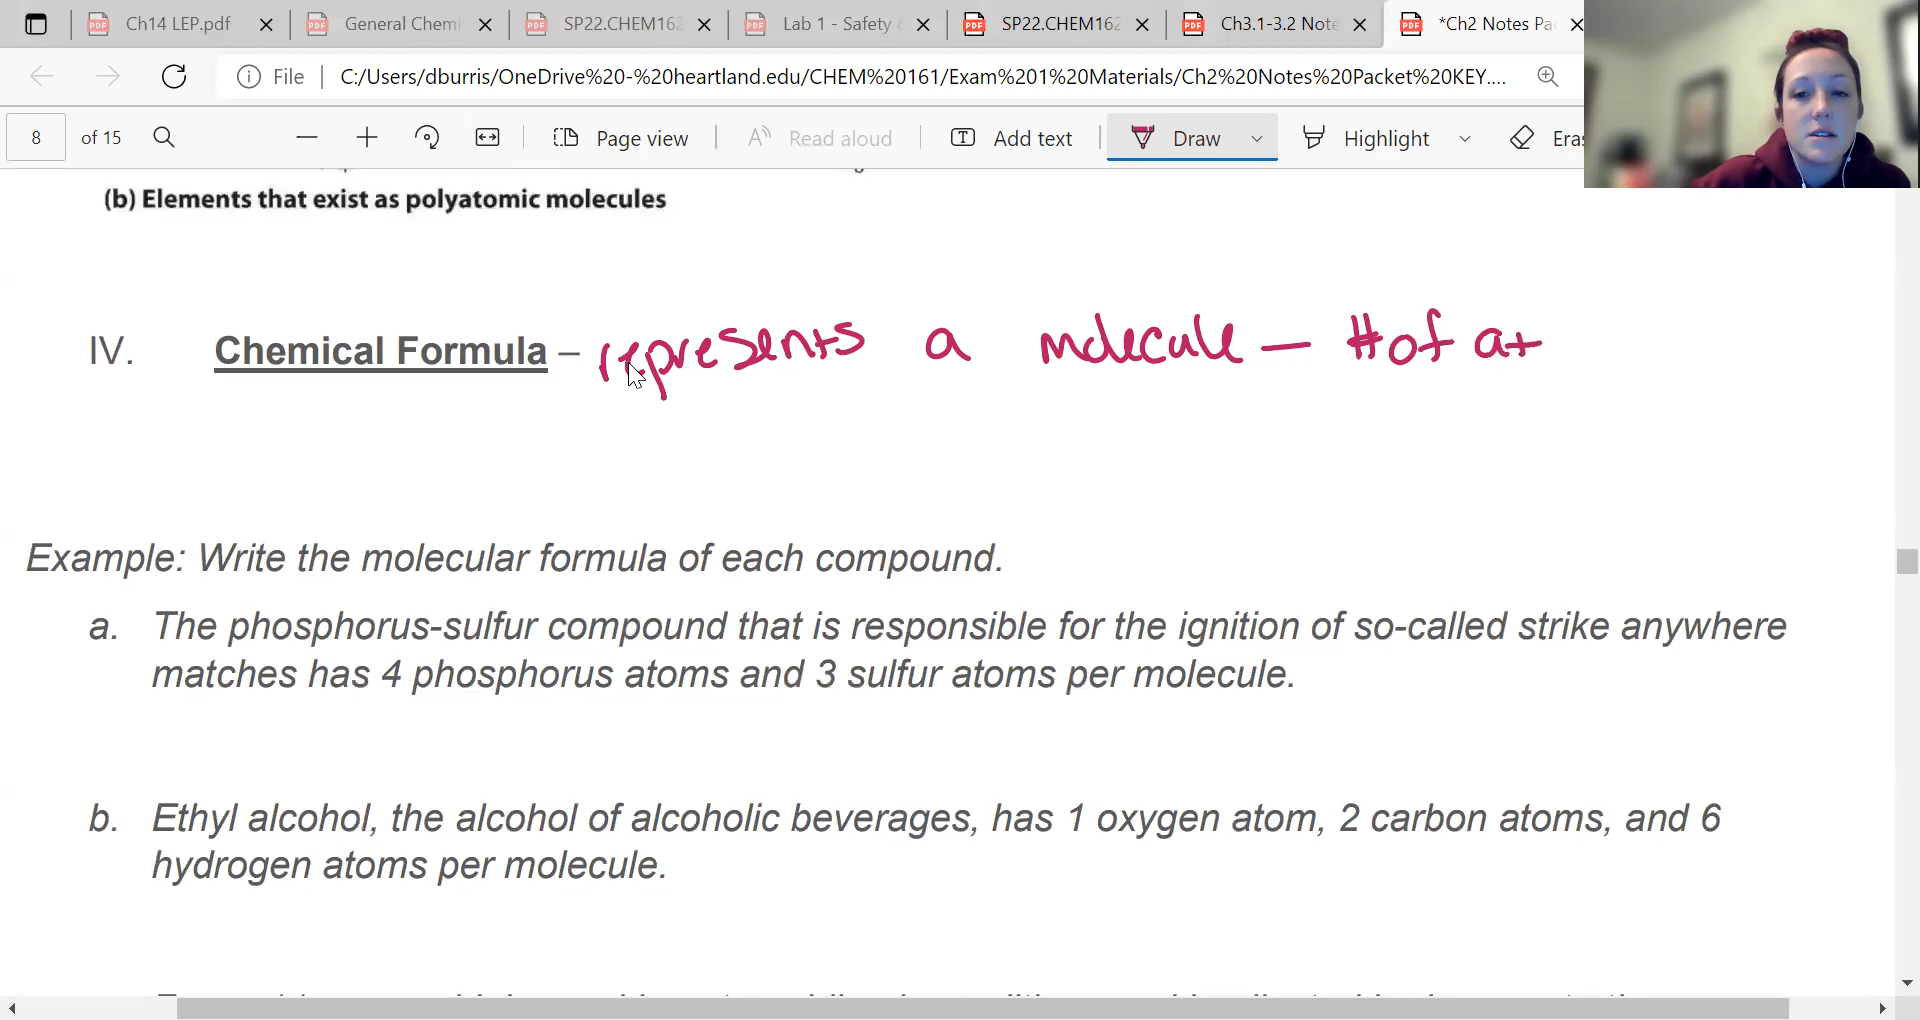 Ch14 LEP.pdf
General Chemi
SP22.CHEM162
Lab 1 - Safety
SP22.CHEM162
Ch3.1-3.2 Note
*Ch2 Notes Pa
File
C:/Users/dburris/OneDrive%20-%20heartland.edu/CHEM%20161/Exam%201%20Materials/Ch2%20Notes%20Packet%20KEY....
8 of 15
Page view
Read aloud
Add text
Draw
Highlight
Eras
(b) Elements that exist as polyatomic molecules
IV. Chemical Formula – represents a molecule — # of at
Example: Write the molecular formula of each compound.
a. The phosphorus-sulfur compound that is responsible for the ignition of so-called strike anywhere
matches has 4 phosphorus atoms and 3 sulfur atoms per molecule.
b. Ethyl alcohol, the alcohol of alcoholic beverages, has 1 oxygen atom, 2 carbon atoms, and 6
hydrogen atoms per molecule.